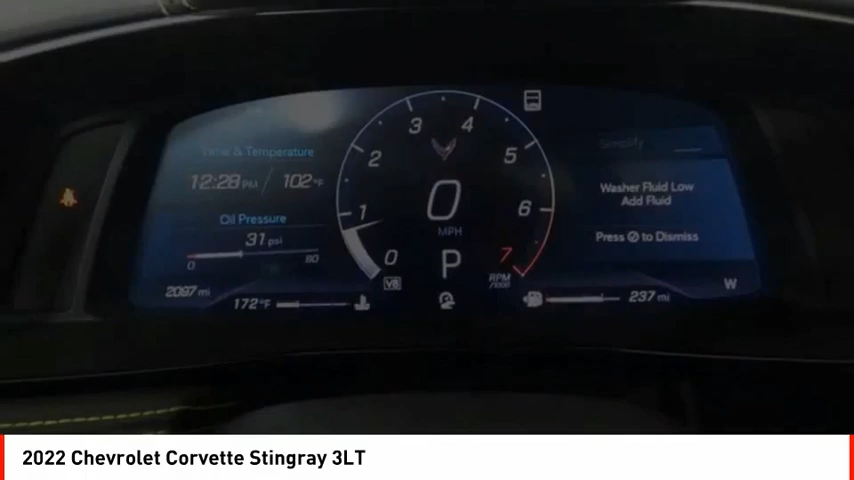 Time & Temperature
12:28 PM / 102°F
Oil Pressure
31 psi
0 80
2097 mi
172°F
0 1 2 3 4 5 6 7
0
MPH
P
V8
RPM
/1000
Simplify
Washer Fluid Low
Add Fluid
Press ⊘ to Dismiss
W
237 mi
2022 Chevrolet Corvette Stingray 3LT